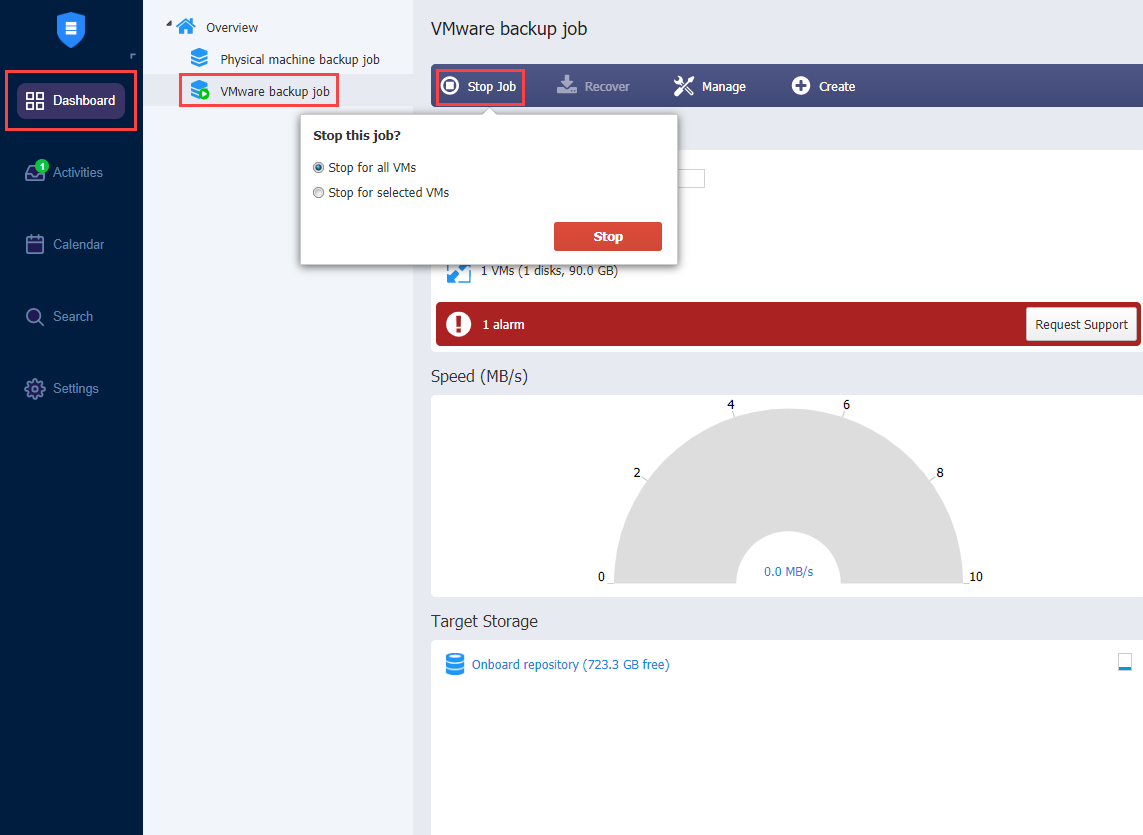 Dashboard
1
Activities
Calendar
Search
Settings
Overview
Physical machine backup job
VMware backup job
VMware backup job
Stop Job
Recover
Manage
Create
Stop this job?
Stop for all VMs
Stop for selected VMs
Stop
1 VMs (1 disks, 90.0 GB)
1 alarm
Request Support
Speed (MB/s)
0
2
4
6
8
10
0.0 MB/s
Target Storage
Onboard repository (723.3 GB free)